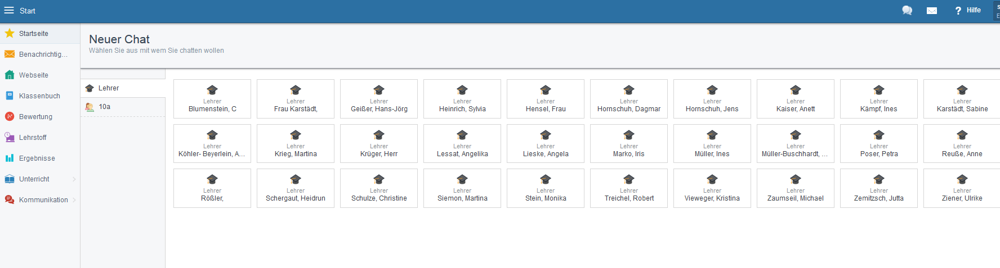 Start
Hilfe
Startseite
Benachrichtig...
Webseite
Klassenbuch
Bewertung
Lehrstoff
Ergebnisse
Unterricht
Kommunikation
Neuer Chat
Wählen Sie aus mit wem Sie chatten wollen
Lehrer
10a
Lehrer
Blumenstein, C
Lehrer
Frau Karstädt,
Lehrer
Geißer, Hans-Jörg
Lehrer
Heinrich, Sylvia
Lehrer
Hensel, Frau
Lehrer
Hornschuh, Dagmar
Lehrer
Hornschuh, Jens
Lehrer
Kaiser, Anett
Lehrer
Kämpf, Ines
Lehrer
Karstädt, Sabine
Lehrer
Köhler- Beyerlein, A...
Lehrer
Krieg, Martina
Lehrer
Krüger, Herr
Lehrer
Lessat, Angelika
Lehrer
Lieske, Angela
Lehrer
Marko, Iris
Lehrer
Müller, Ines
Lehrer
Müller-Buschhardt, ...
Lehrer
Poser, Petra
Lehrer
Reuße, Anne
Lehrer
Rößler,
Lehrer
Schergaut, Heidrun
Lehrer
Schulze, Christine
Lehrer
Siemon, Martina
Lehrer
Stein, Monika
Lehrer
Treichel, Robert
Lehrer
Vieweger, Kristina
Lehrer
Zaumseil, Michael
Lehrer
Zemitzsch, Jutta
Lehrer
Ziener, Ulrike